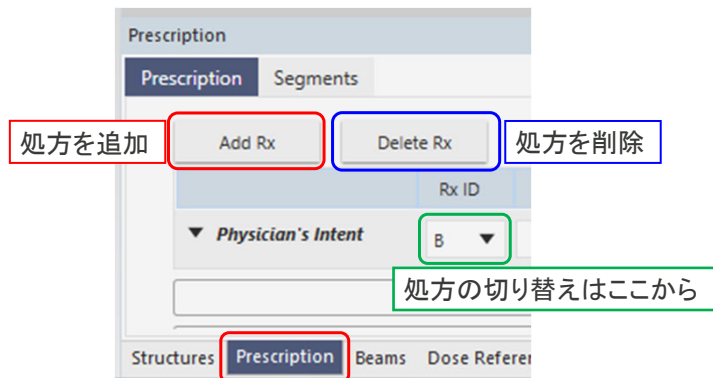 Prescription
Prescription Segments
処方を追加 Add Rx Delete Rx 処方を削除
Rx ID
▼ Physician's Intent B ▼
処方の切り替えはここから
Structures Prescription Beams Dose